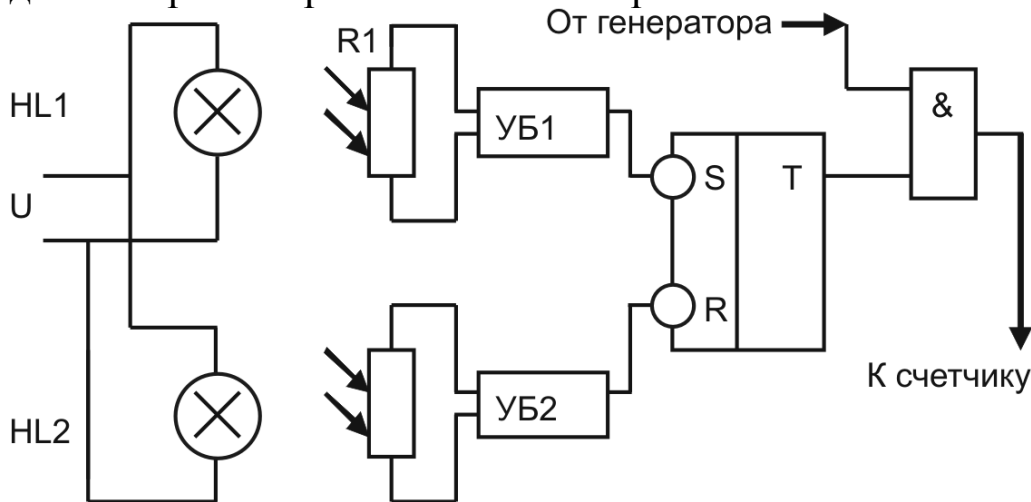 От генератора
R1
HL1
УБ1
&
S
T
U
R
К счетчику
УБ2
HL2